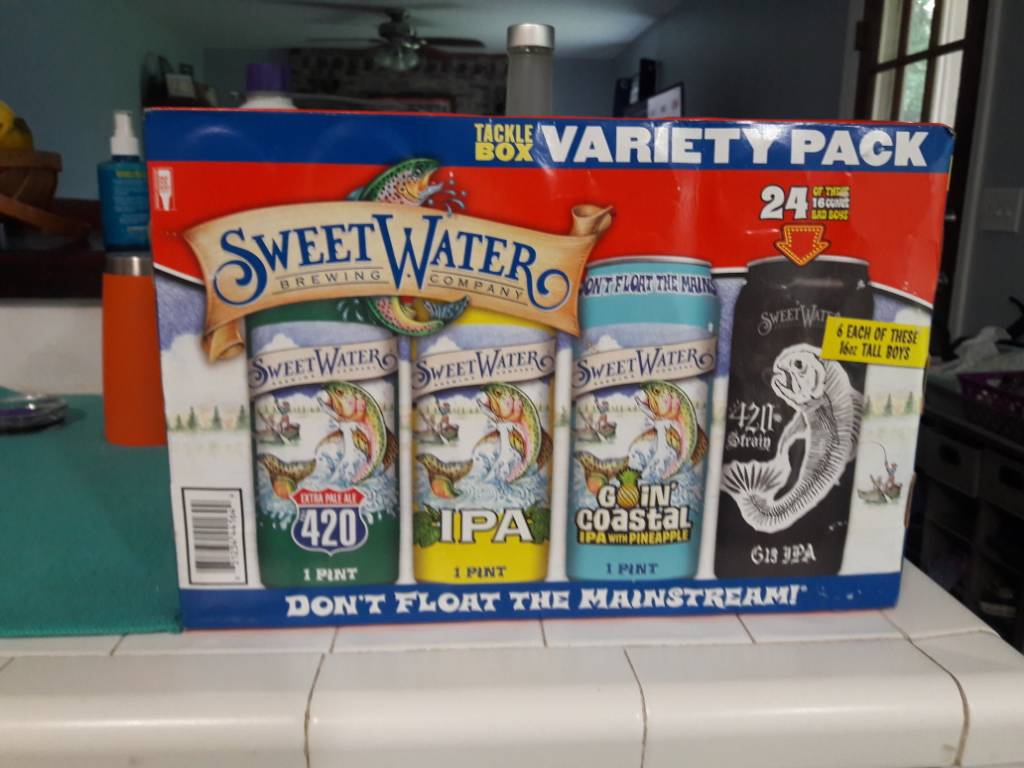 TACKLE BOX VARIETY PACK
24 OF THESE 16 OUNCE BAD BOYS
SWEETWATER
BREWING COMPANY
DON'T FLOAT THE MAINS
SWEETWATER
SWEETWATER
SWEETWATER
SWEETWATE
6 EACH OF THESE
16oz TALL BOYS
420
Strain
EXTRA PALE ALE
420
IPA
GOIN'
Coastal
IPA WITH PINEAPPLE
G13 IPA
1 PINT
1 PINT
1 PINT
DON'T FLOAT THE MAINSTREAM!